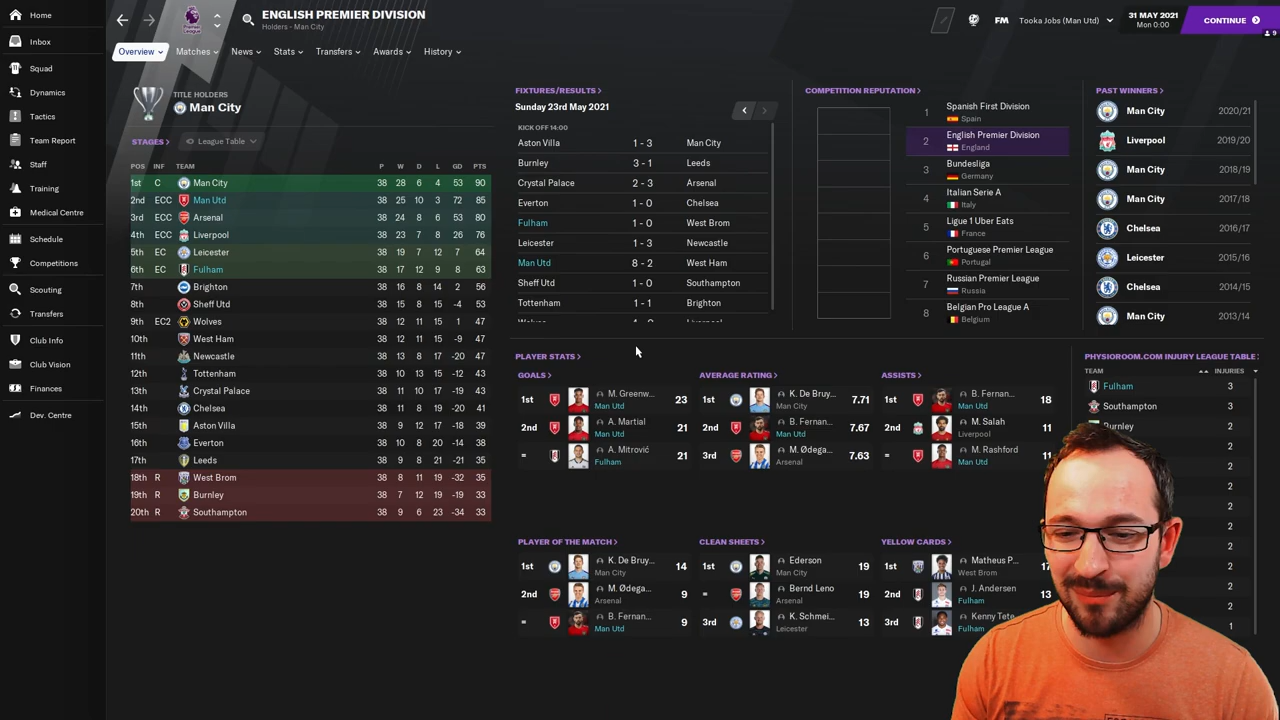 Home
Inbox
Squad
Dynamics
Tactics
Team Report
Staff
Training
Medical Centre
Schedule
Competitions
Scouting
Transfers
Club Info
Club Vision
Finances
Dev. Centre
ENGLISH PREMIER DIVISION
Holders - Man City
FM
Tooka Jobs (Man Utd)
31 MAY 2021
Mon 0:00
CONTINUE
9
Overview
Matches
News
Stats
Transfers
Awards
History
TITLE HOLDERS
Man City
STAGES
League Table
POS INF TEAM P W D L GD PTS
1st C Man City 38 28 6 4 53 90
2nd ECC Man Utd 38 25 10 3 72 85
3rd ECC Arsenal 38 24 8 6 53 80
4th ECC Liverpool 38 23 7 8 26 76
5th EC Leicester 38 19 7 12 7 64
6th EC Fulham 38 17 12 9 8 63
7th Brighton 38 16 8 14 2 56
8th Sheff Utd 38 15 8 15 -4 53
9th EC2 Wolves 38 12 11 15 1 47
10th West Ham 38 12 11 15 -9 47
11th Newcastle 38 13 8 17 -20 47
12th Tottenham 38 10 13 15 -12 43
13th Crystal Palace 38 11 10 17 -19 43
14th Chelsea 38 11 8 19 -20 41
15th Aston Villa 38 12 8 17 -18 39
16th Everton 38 10 8 20 -14 38
17th Leeds 38 9 8 21 -21 35
18th R West Brom 38 8 11 19 -32 35
19th R Burnley 38 7 12 19 -19 33
20th R Southampton 38 9 6 23 -34 33
FIXTURES/RESULTS
Sunday 23rd May 2021
KICK OFF 14:00
Aston Villa 1 - 3 Man City
Burnley 3 - 1 Leeds
Crystal Palace 2 - 3 Arsenal
Everton 1 - 0 Chelsea
Fulham 1 - 0 West Brom
Leicester 1 - 3 Newcastle
Man Utd 8 - 2 West Ham
Sheff Utd 1 - 0 Southampton
Tottenham 1 - 1 Brighton
COMPETITION REPUTATION
1 Spanish First Division
Spain
2 English Premier Division
England
3 Bundesliga
Germany
4 Italian Serie A
Italy
5 Ligue 1 Uber Eats
France
6 Portuguese Premier League
Portugal
7 Russian Premier League
Russia
8 Belgian Pro League A
Belgium
PAST WINNERS
Man City 2020/21
Liverpool 2019/20
Man City 2018/19
Man City 2017/18
Chelsea 2016/17
Leicester 2015/16
Chelsea 2014/15
Man City 2013/14
PLAYER STATS
GOALS
1st M. Greenw... 23
Man Utd
2nd A. Martial 21
Man Utd
= A. Mitrović 21
Fulham
AVERAGE RATING
1st K. De Bruy... 7.71
Man City
2nd B. Fernan... 7.67
Man Utd
3rd M. Ødega... 7.63
Arsenal
ASSISTS
1st B. Fernan... 18
Man Utd
2nd M. Salah 11
Liverpool
= M. Rashford 11
Man Utd
PLAYER OF THE MATCH
1st K. De Bruy... 14
Man City
2nd M. Ødega... 9
Arsenal
= B. Fernan... 9
Man Utd
CLEAN SHEETS
1st Ederson 19
Man City
= Bernd Leno 19
Arsenal
3rd K. Schmei... 13
Leicester
YELLOW CARDS
1st Matheus P...
West Brom
2nd J. Andersen 13
Fulham
3rd Kenny Tete...
Fulham
PHYSIOROOM.COM INJURY LEAGUE TABLE
TEAM INJURIES
Fulham 3
Southampton 3
Burnley 2
2
2
2
2
2
2
2
2
2
1